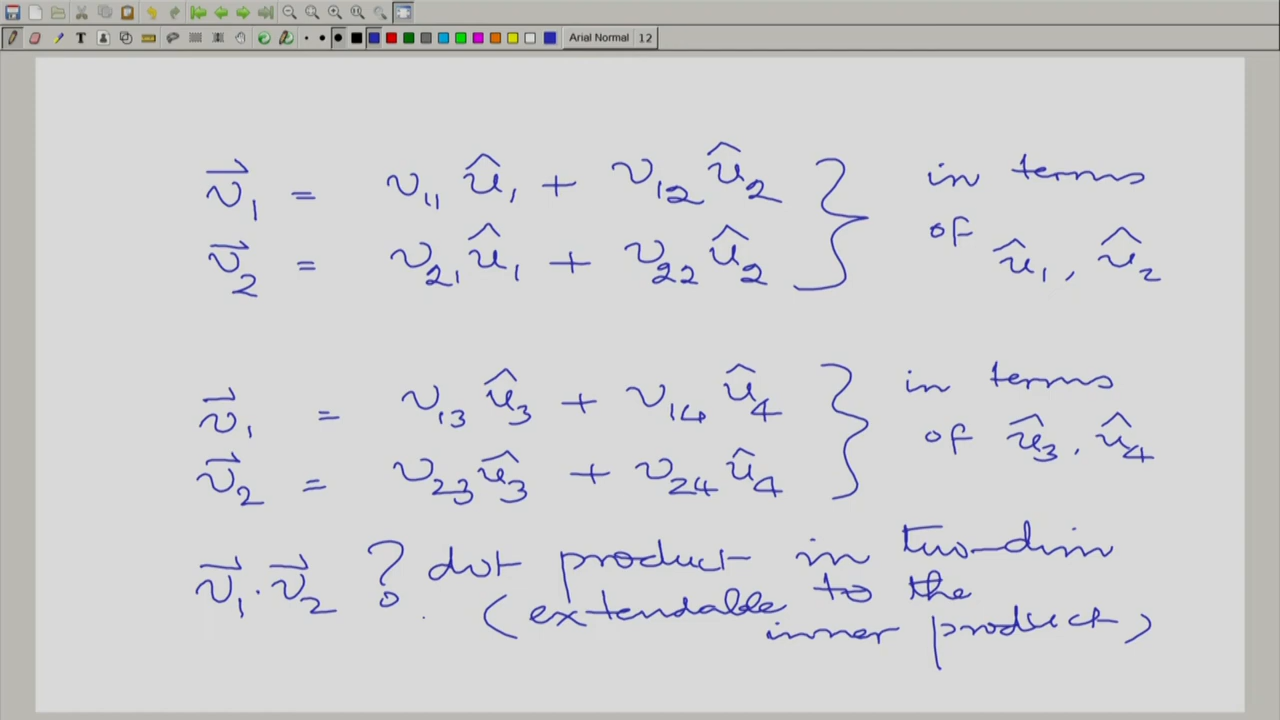 Arial Normal 12
v⃗₁ = v₁₁ û₁ + v₁₂ û₂ } in terms
v⃗₂ = v₂₁ û₁ + v₂₂ û₂ of û₁, û₂
v⃗₁ = v₁₃ û₃ + v₁₄ û₄ } in terms
v⃗₂ = v₂₃ û₃ + v₂₄ û₄ of û₃, û₄
v⃗₁ · v⃗₂ ? dot product in two-dim
(extendable to the
inner product)